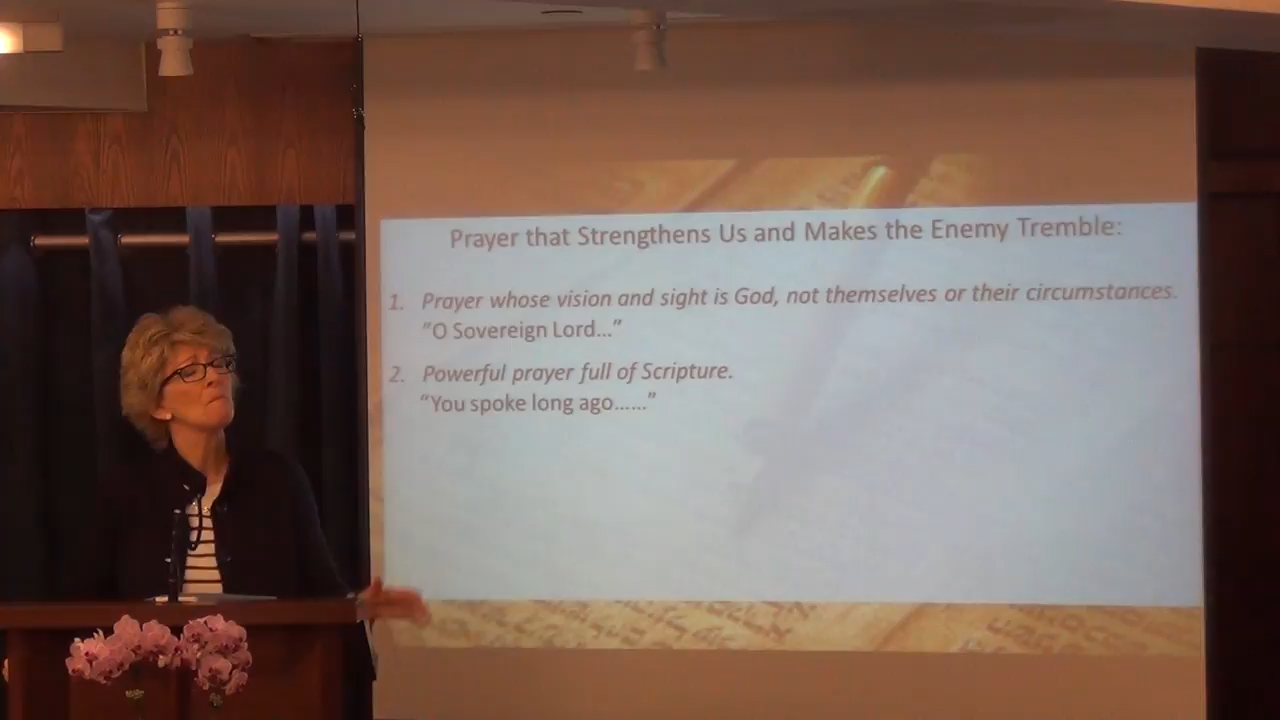 Prayer that Strengthens Us and Makes the Enemy Tremble:
1. Prayer whose vision and sight is God, not themselves or their circumstances.
"O Sovereign Lord..."
2. Powerful prayer full of Scripture.
"You spoke long ago......"